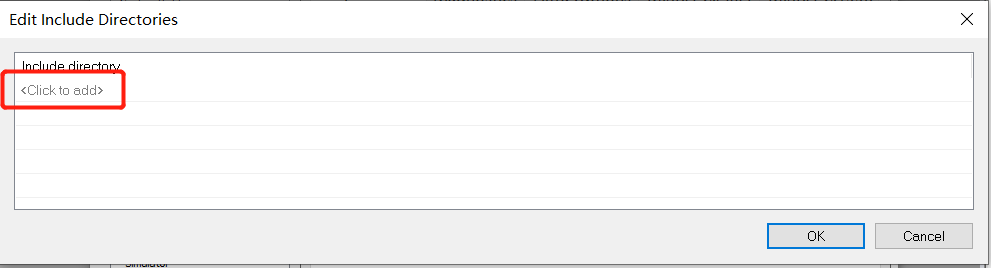 Edit Include Directories
Include directory
<Click to add>
OK
Cancel